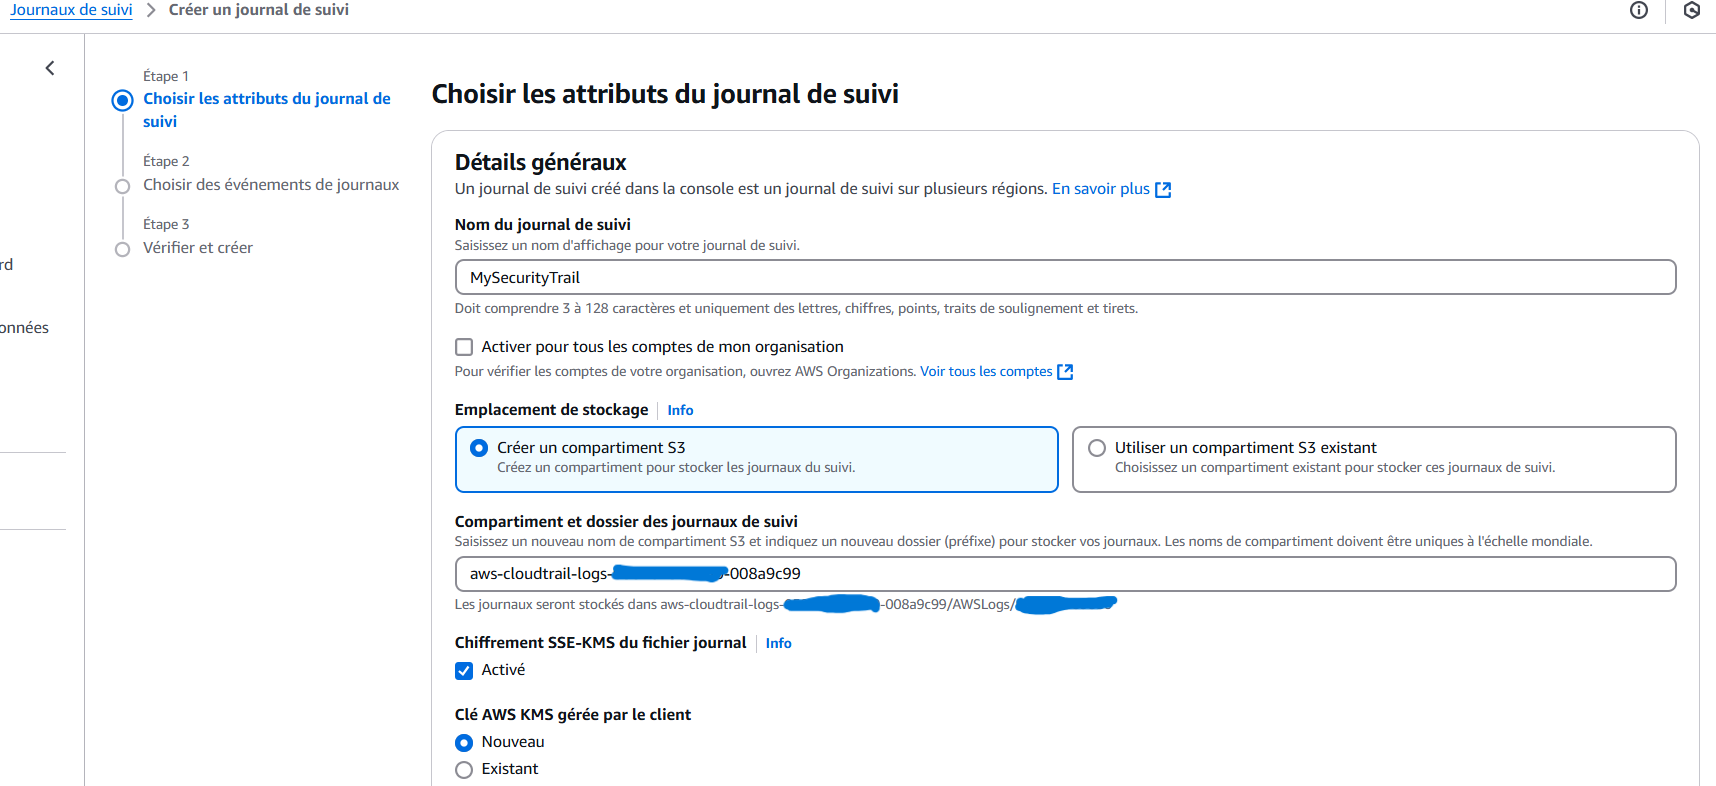 Journaux de suivi > Créer un journal de suivi
Étape 1
Choisir les attributs du journal de
suivi
Étape 2
Choisir des événements de journaux
Étape 3
Vérifier et créer
rd
onnées
Choisir les attributs du journal de suivi
Détails généraux
Un journal de suivi créé dans la console est un journal de suivi sur plusieurs régions. En savoir plus
Nom du journal de suivi
Saisissez un nom d'affichage pour votre journal de suivi.
MySecurityTrail
Doit comprendre 3 à 128 caractères et uniquement des lettres, chiffres, points, traits de soulignement et tirets.
Activer pour tous les comptes de mon organisation
Pour vérifier les comptes de votre organisation, ouvrez AWS Organizations. Voir tous les comptes
Emplacement de stockage Info
Créer un compartiment S3
Créez un compartiment pour stocker les journaux du suivi.
Utiliser un compartiment S3 existant
Choisissez un compartiment existant pour stocker ces journaux de suivi.
Compartiment et dossier des journaux de suivi
Saisissez un nouveau nom de compartiment S3 et indiquez un nouveau dossier (préfixe) pour stocker vos journaux. Les noms de compartiment doivent être uniques à l'échelle mondiale.
aws-cloudtrail-logs- -008a9c99
Les journaux seront stockés dans aws-cloudtrail-logs- -008a9c99/AWSLogs/
Chiffrement SSE-KMS du fichier journal Info
Activé
Clé AWS KMS gérée par le client
Nouveau
Existant